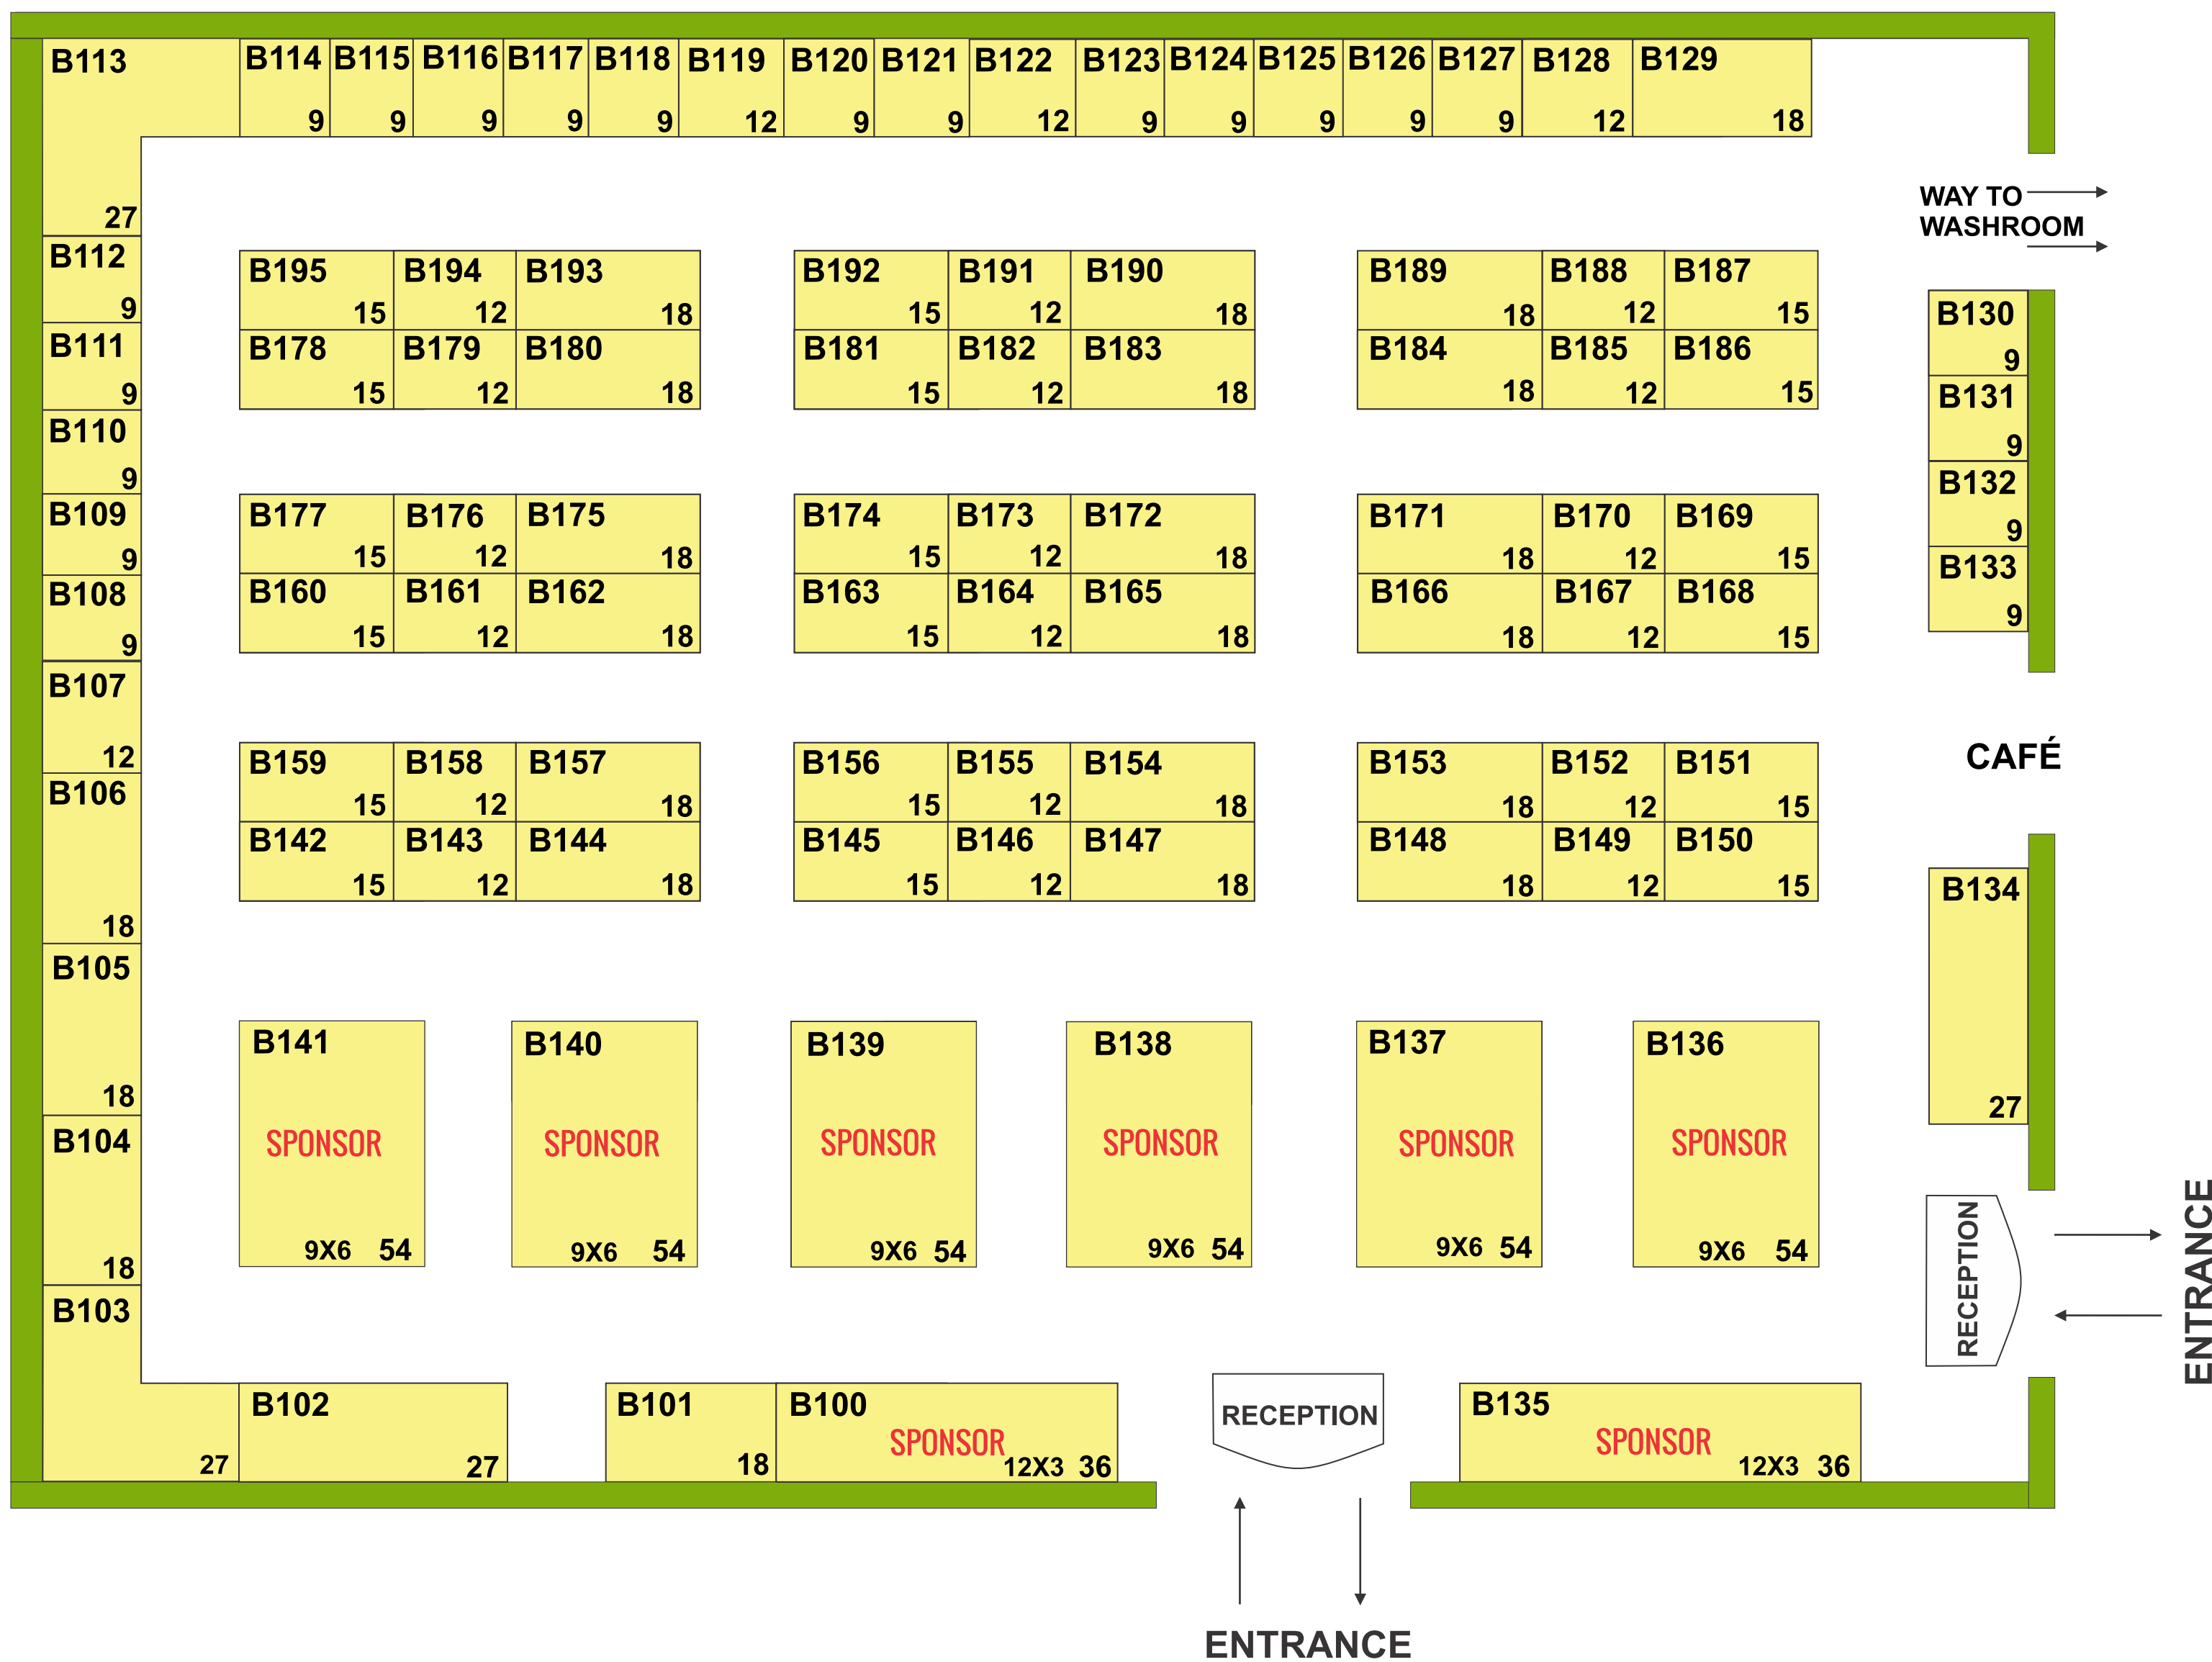 B113 B114 B115 B116 B117 B118 B119 B120 B121 B122 B123 B124 B125 B126 B127 B128 B129
9 9 9 9 9 12 9 9 12 9 9 9 9 9 12 18
27
WAY TO
WASHROOM
B112
9
B111
9
B110
9
B109
9
B108
9
B107
12
B106
18
B105
18
B104
18
B103
27
B195 B194 B193
15 12 18
B178 B179 B180
15 12 18
B192 B191 B190
15 12 18
B181 B182 B183
15 12 18
B189 B188 B187
18 12 15
B184 B185 B186
18 12 15
B130
9
B131
9
B132
9
B133
9
B177 B176 B175
15 12 18
B160 B161 B162
15 12 18
B174 B173 B172
15 12 18
B163 B164 B165
15 12 18
B171 B170 B169
18 12 15
B166 B167 B168
18 12 15
CAFÉ
B159 B158 B157
15 12 18
B142 B143 B144
15 12 18
B156 B155 B154
15 12 18
B145 B146 B147
15 12 18
B153 B152 B151
18 12 15
B148 B149 B150
18 12 15
B134
27
B141
SPONSOR
9X6 54
B140
SPONSOR
9X6 54
B139
SPONSOR
9X6 54
B138
SPONSOR
9X6 54
B137
SPONSOR
9X6 54
B136
SPONSOR
9X6 54
RECEPTION
ENTRANCE
B102
27
B101
18
B100
SPONSOR
12X3 36
RECEPTION
B135
SPONSOR
12X3 36
ENTRANCE